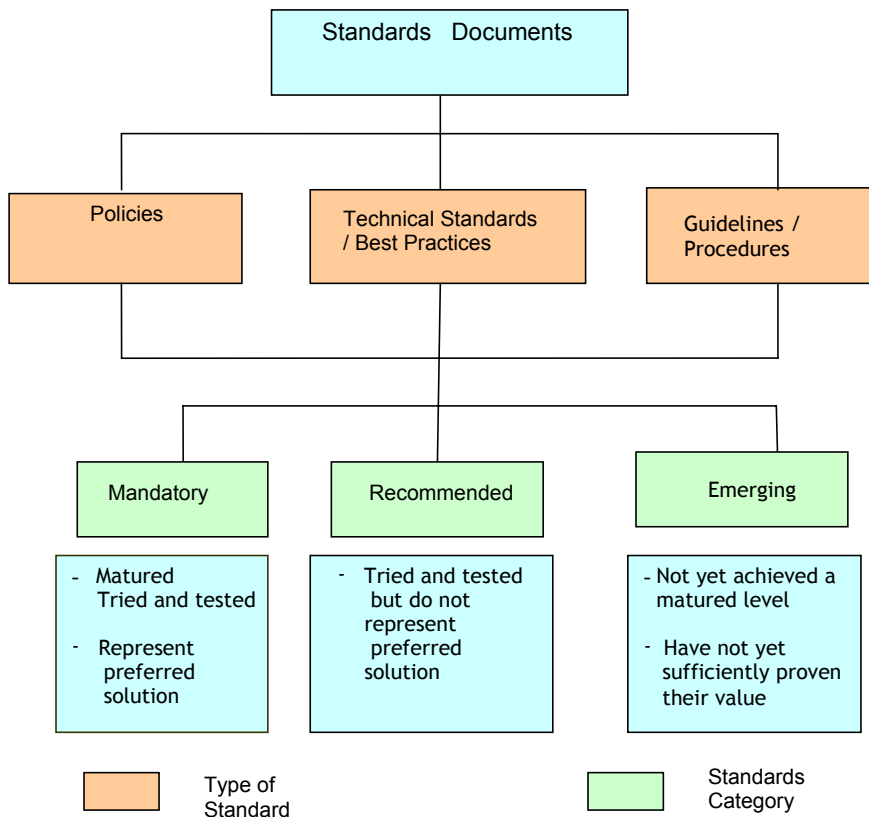 Standards Documents
Policies
Technical Standards
/ Best Practices
Guidelines /
Procedures
Mandatory
Recommended
Emerging
- Matured
Tried and tested
- Represent
preferred
solution
- Tried and tested
but do not
represent
preferred
solution
- Not yet achieved a
matured level
- Have not yet
sufficiently proven
their value
Type of
Standard
Standards
Category